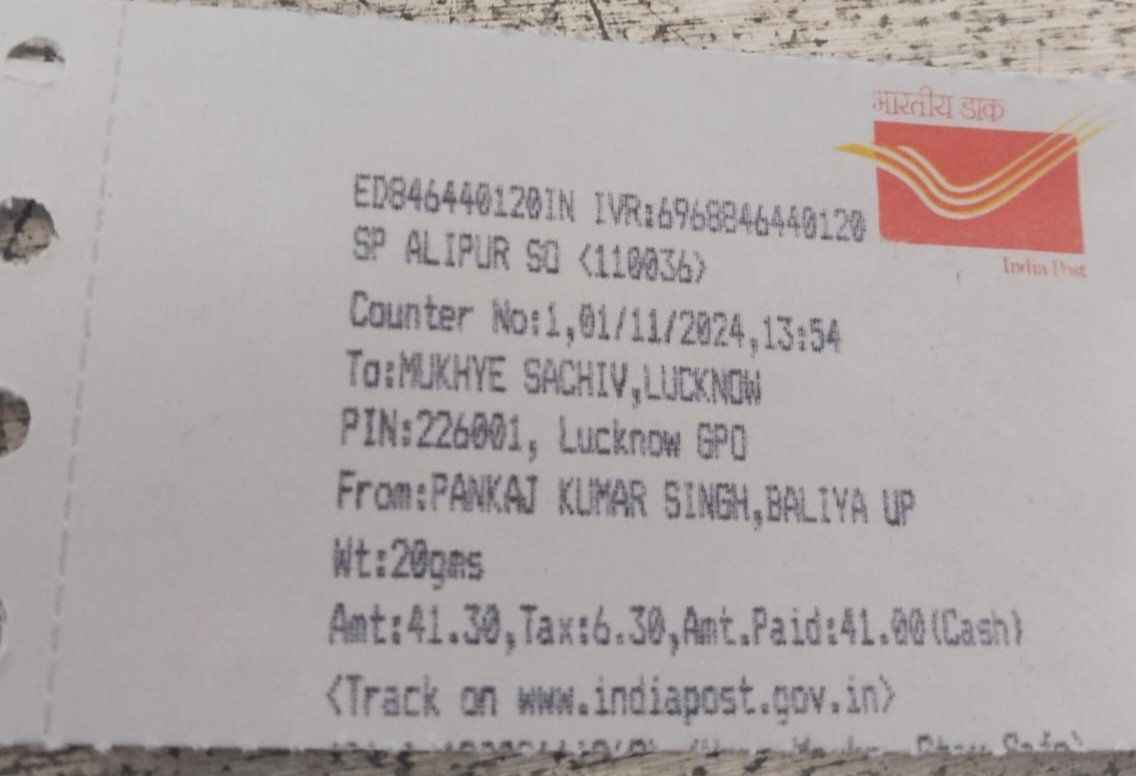 भारतीय डाक
India Post
ED846440120IN IVR:6968846440120
SP ALIPUR SO <110036>
Counter No:1,01/11/2024,13:54
To:MUKHYE SACHIV,LUCKNOW
PIN:226001, Lucknow GPO
From:PANKAJ KUMAR SINGH,BALIYA UP
Wt:20gms
Amt:41.30,Tax:6.30,Amt.Paid:41.00(Cash)
<Track on www.indiapost.gov.in>